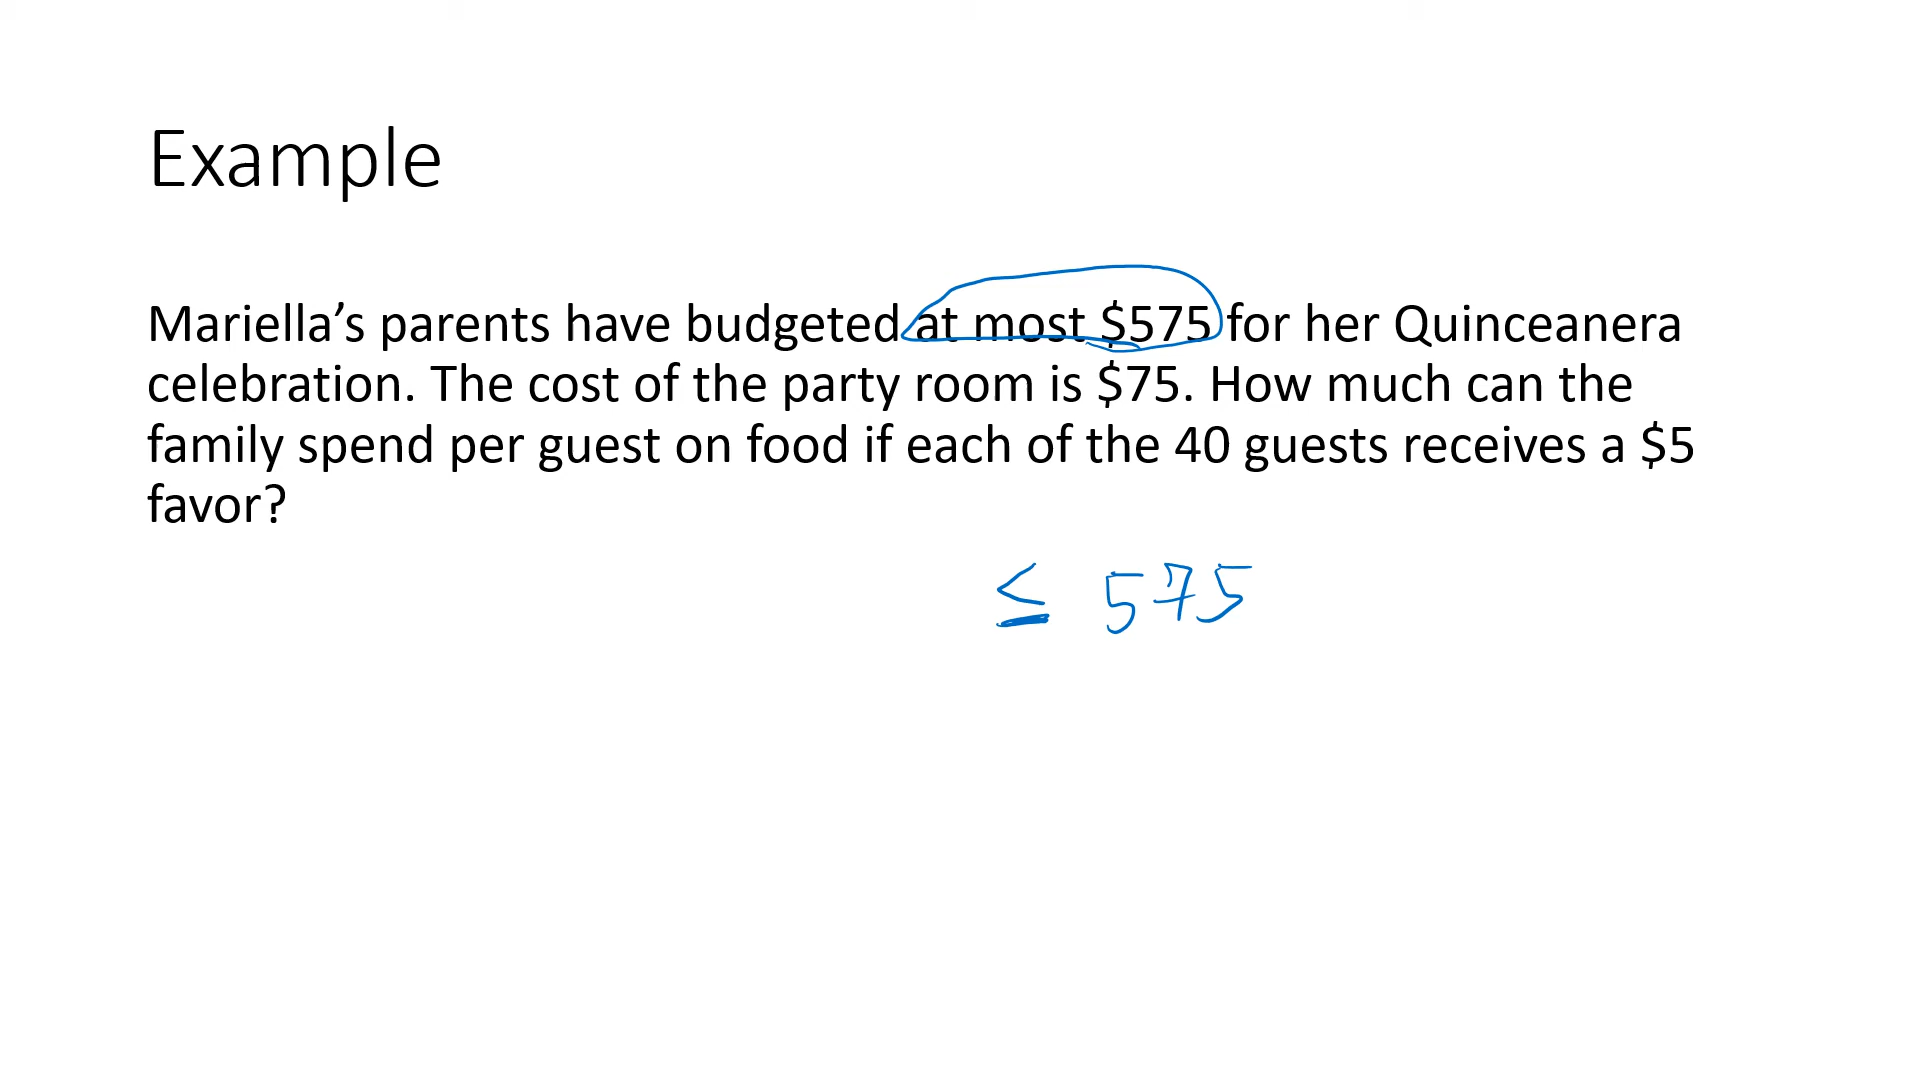 Example
Mariella’s parents have budgeted at most $575 for her Quinceanera
celebration. The cost of the party room is $75. How much can the
family spend per guest on food if each of the 40 guests receives a $5
favor?
≤ 575